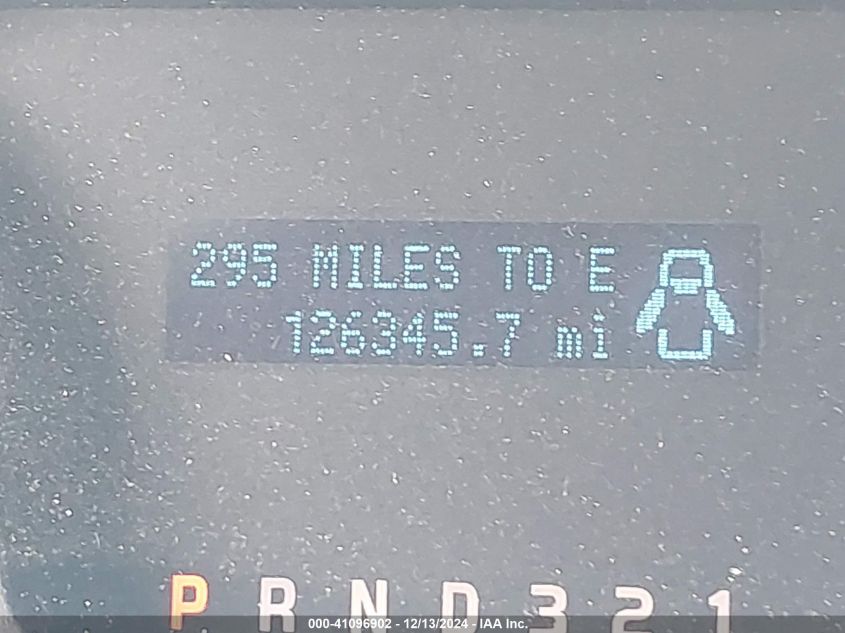 295 MILES TO E
126345.7 mi
P R N D 3 2 1
000-41096902 - 12/13/2024 - IAA Inc.